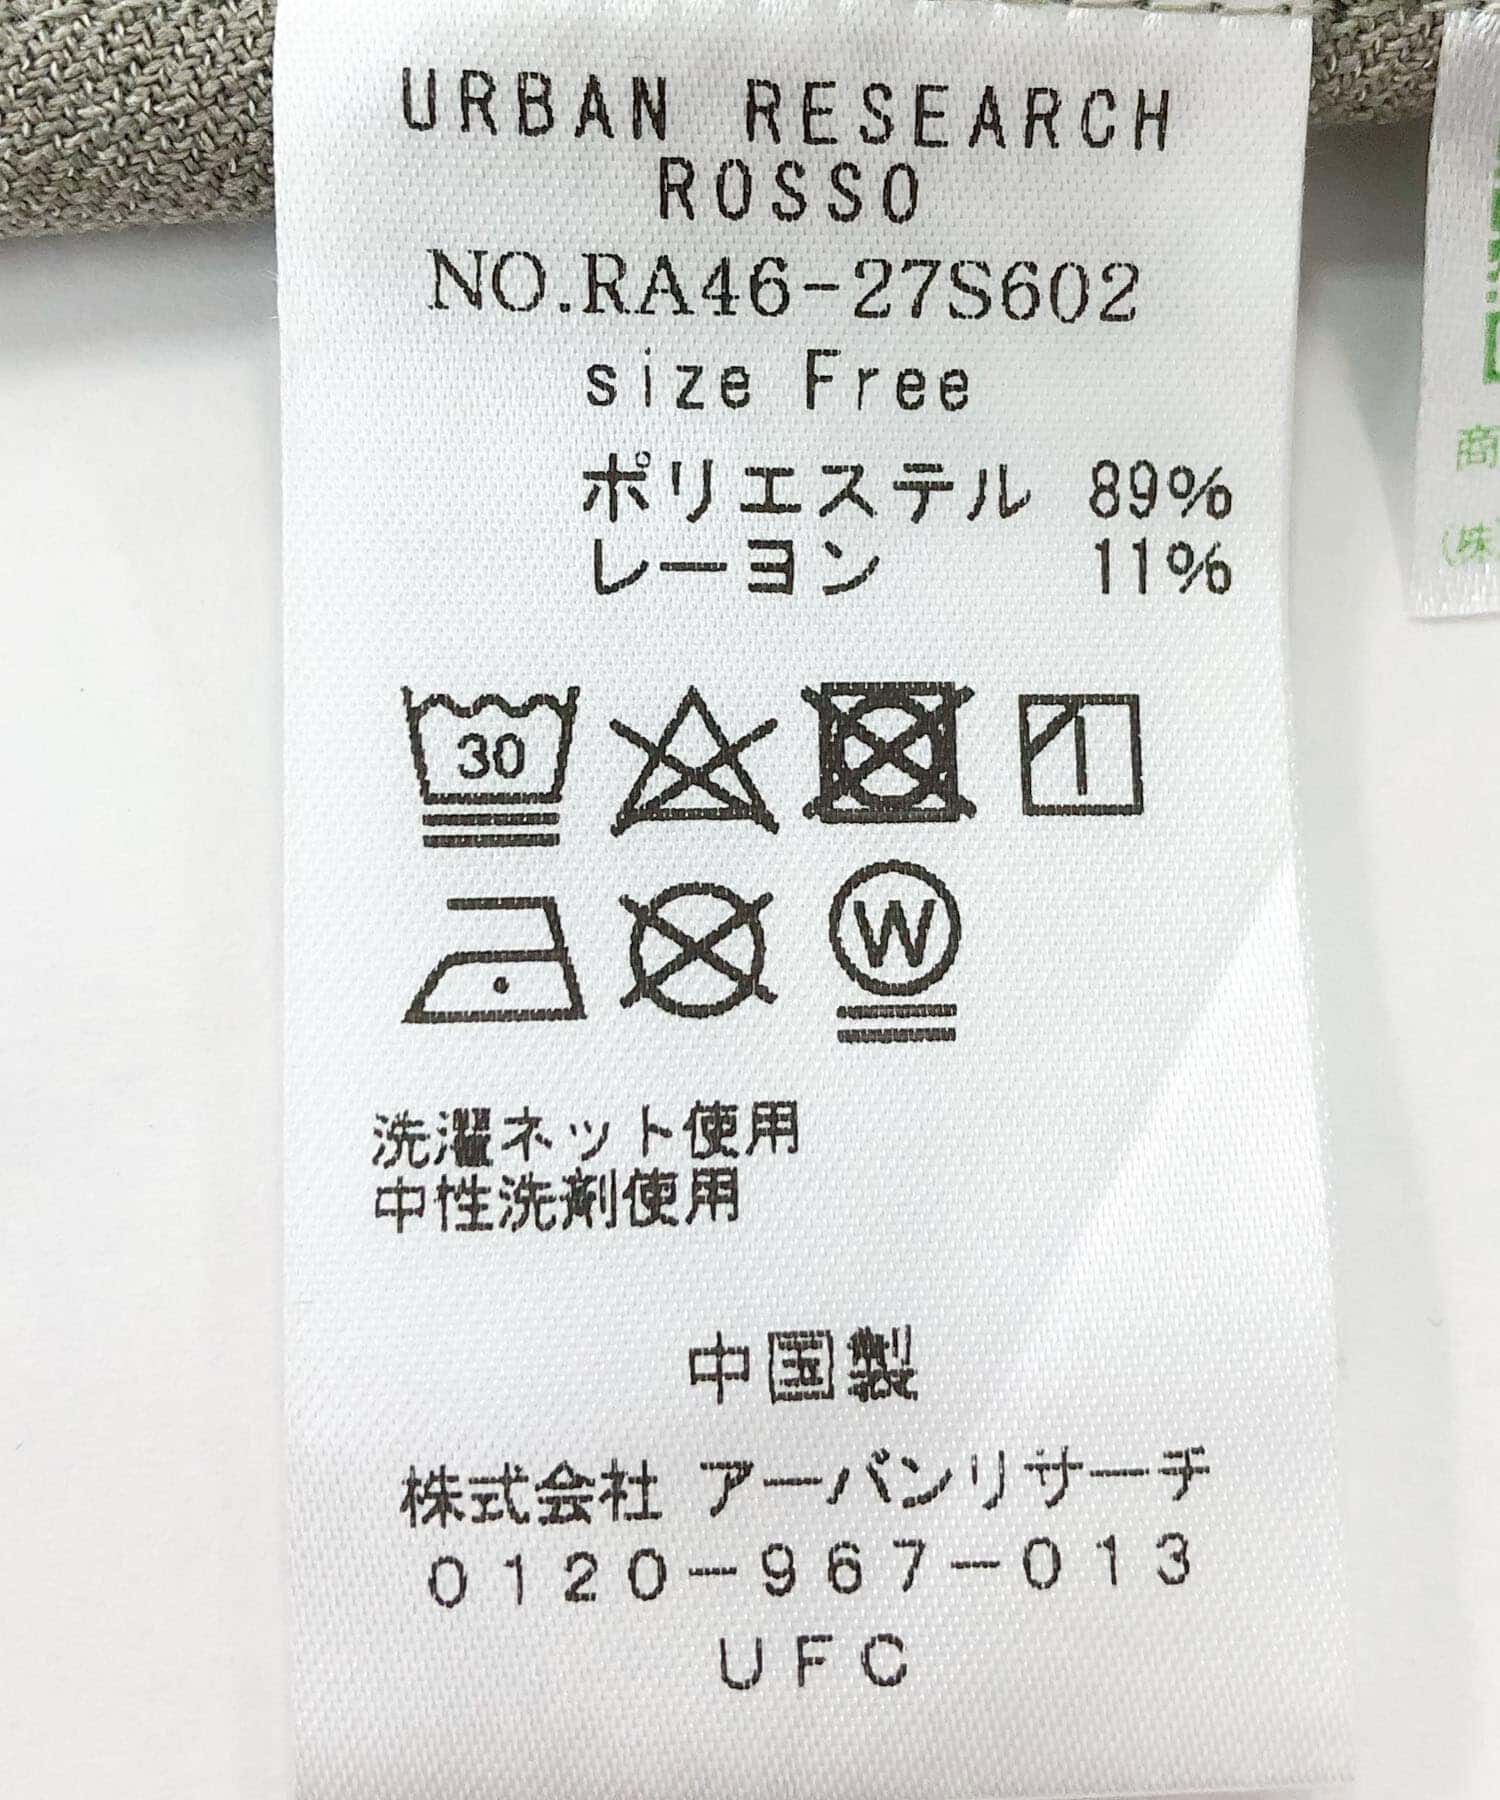 URBAN RESEARCH
ROSSO
NO.RA46-27S602
size Free
ポリエステル 89%
レーヨン 11%
30
W
洗濯ネット使用
中性洗剤使用
中国製
株式会社 アーバンリサーチ
0120-967-013
UFC
商
(株)